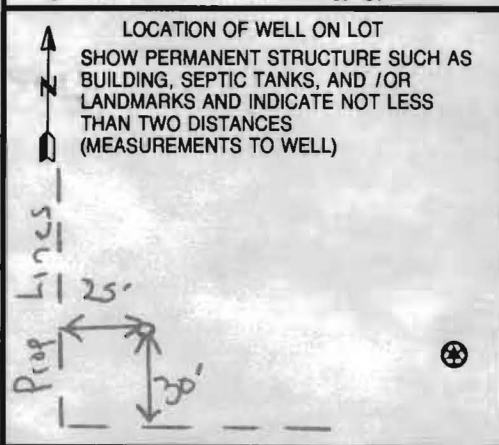 LOCATION OF WELL ON LOT
SHOW PERMANENT STRUCTURE SUCH AS
BUILDING, SEPTIC TANKS, AND /OR
LANDMARKS AND INDICATE NOT LESS
THAN TWO DISTANCES
(MEASUREMENTS TO WELL)
N
Prop Lines
25'
30'